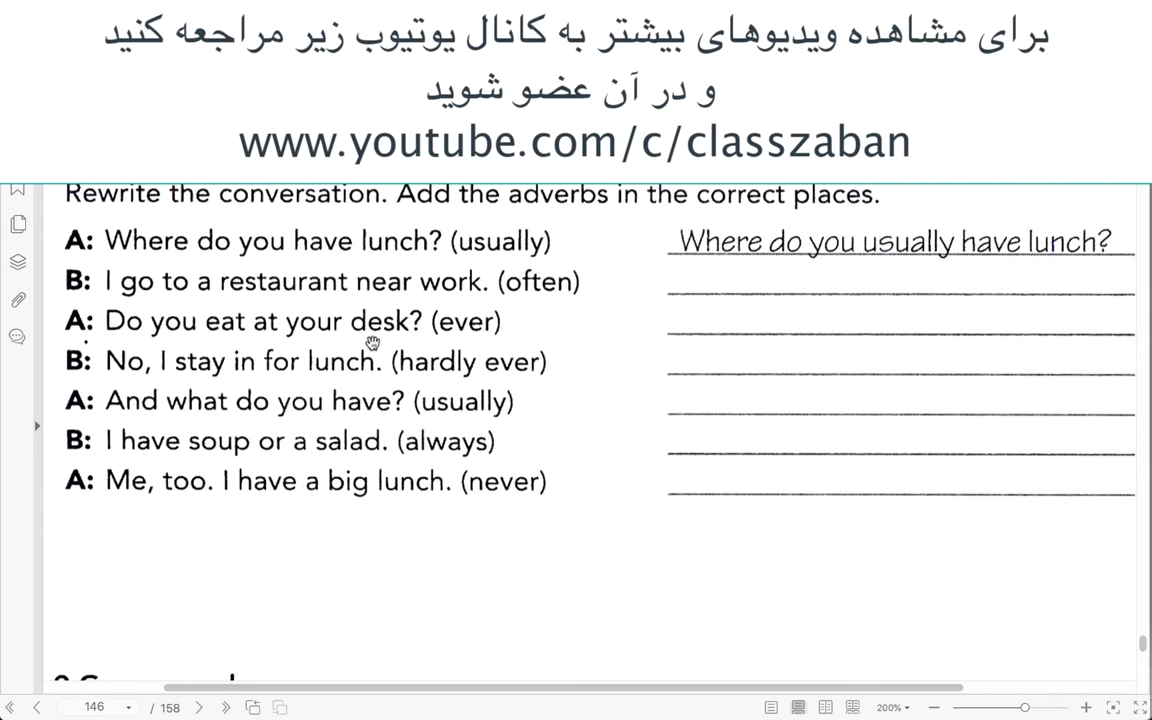 برای مشاهده ویدیوهای بیشتر به کانال یوتیوب زیر مراجعه کنید
و در آن عضو شوید
www.youtube.com/c/classzaban
Rewrite the conversation. Add the adverbs in the correct places.
A: Where do you have lunch? (usually) Where do you usually have lunch?
B: I go to a restaurant near work. (often)
A: Do you eat at your desk? (ever)
B: No, I stay in for lunch. (hardly ever)
A: And what do you have? (usually)
B: I have soup or a salad. (always)
A: Me, too. I have a big lunch. (never)
146 / 158 200%